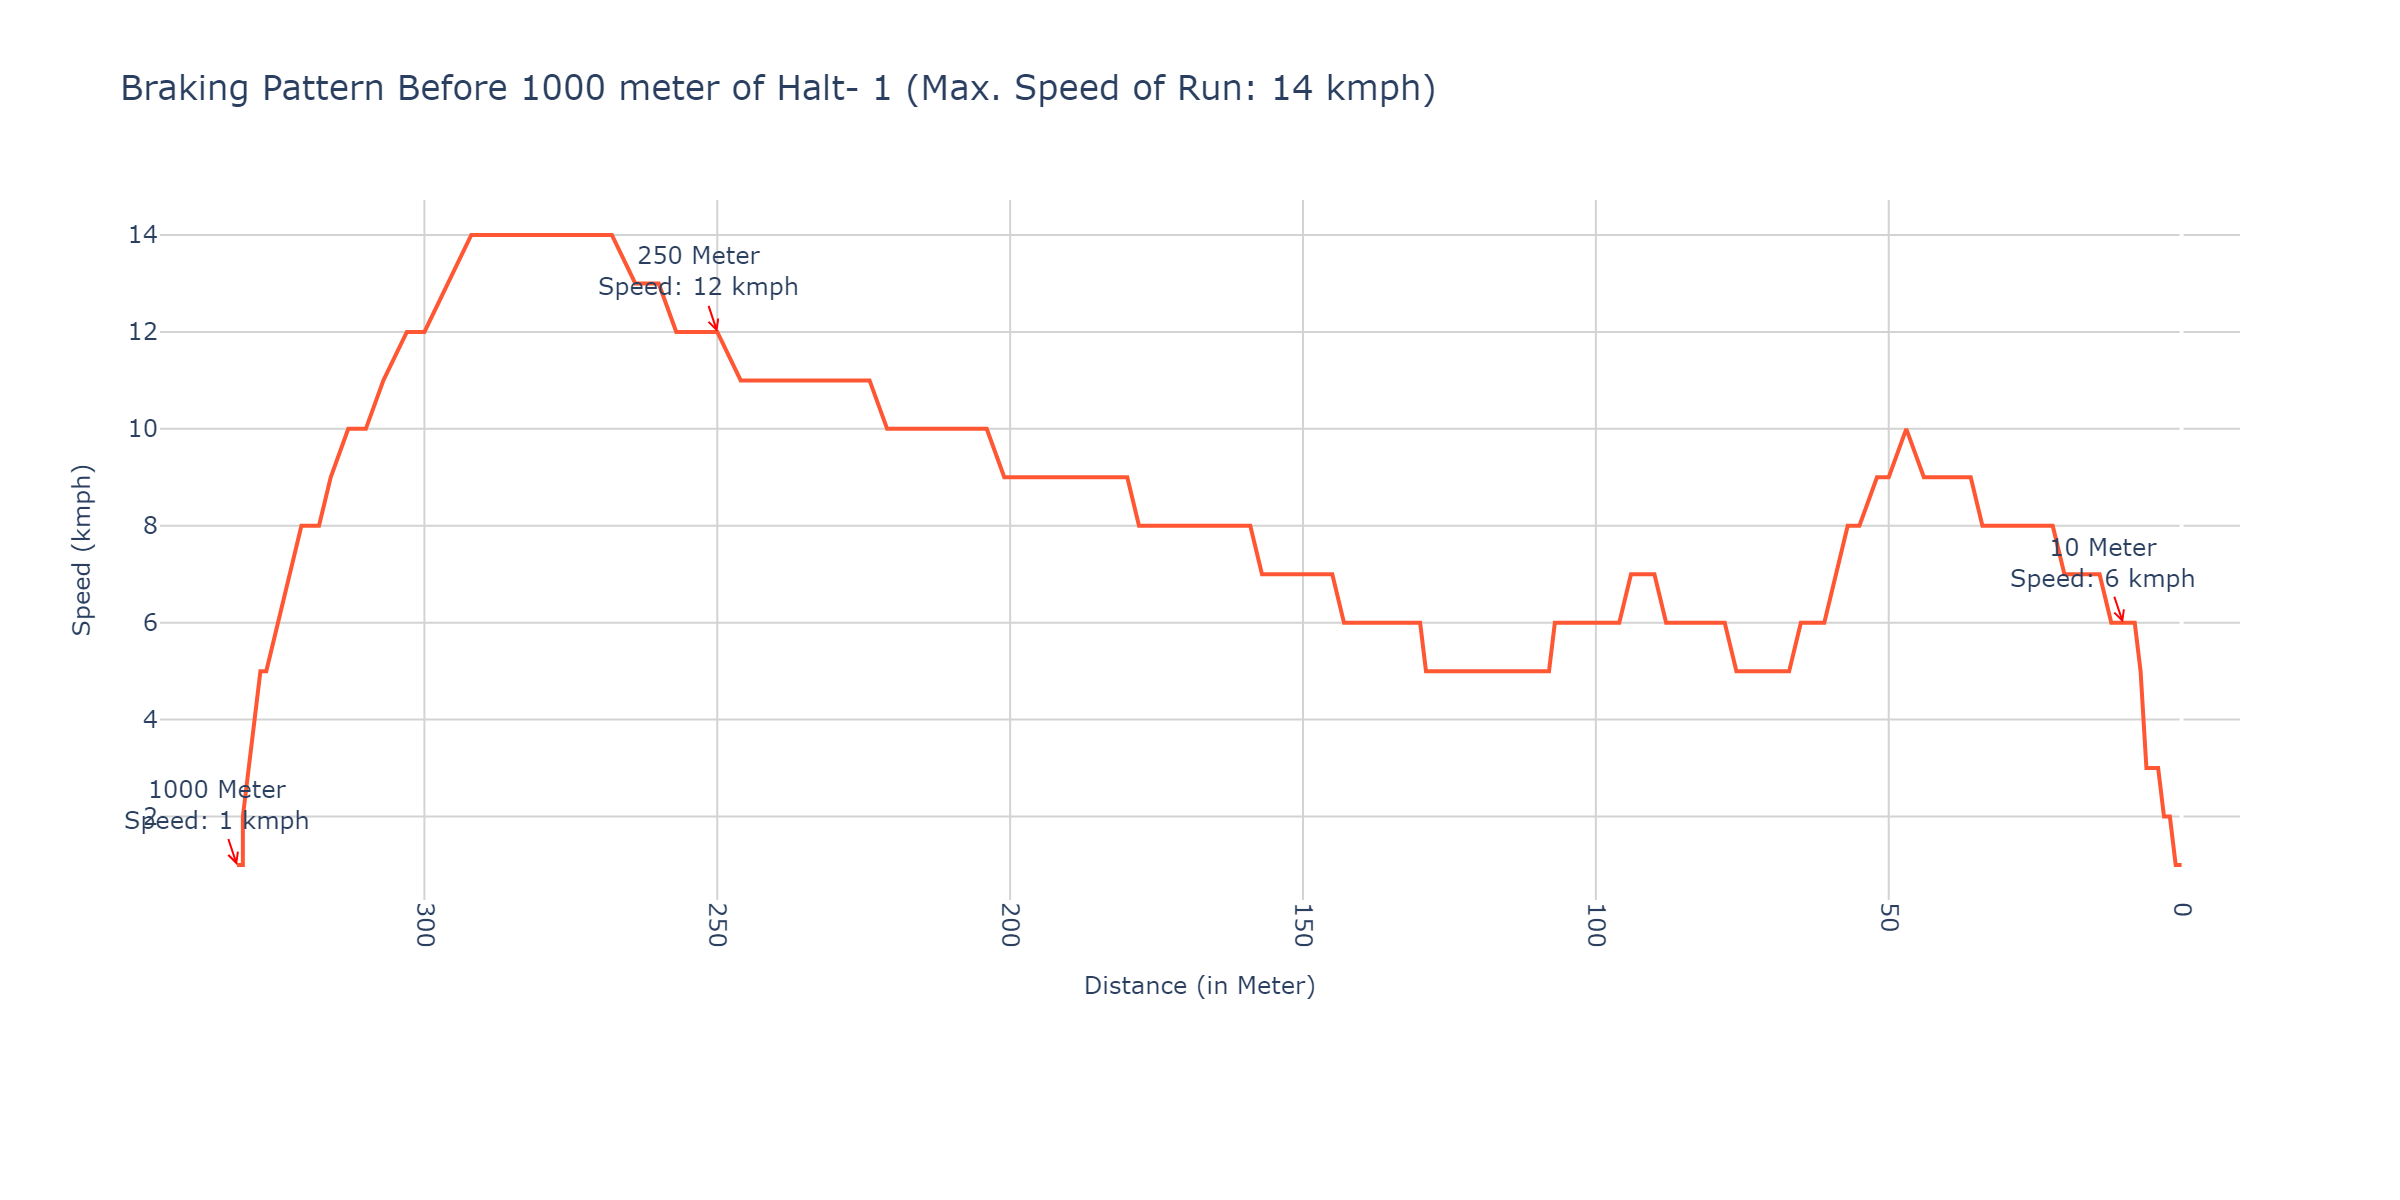 Braking Pattern Before 1000 meter of Halt- 1 (Max. Speed of Run: 14 kmph)
14
250 Meter
Speed: 12 kmph
12
10
8
10 Meter
Speed: 6 kmph
6
4
1000 Meter
Speed: 1 kmph
2
Speed (kmph)
300
250
200
150
100
50
0
Distance (in Meter)